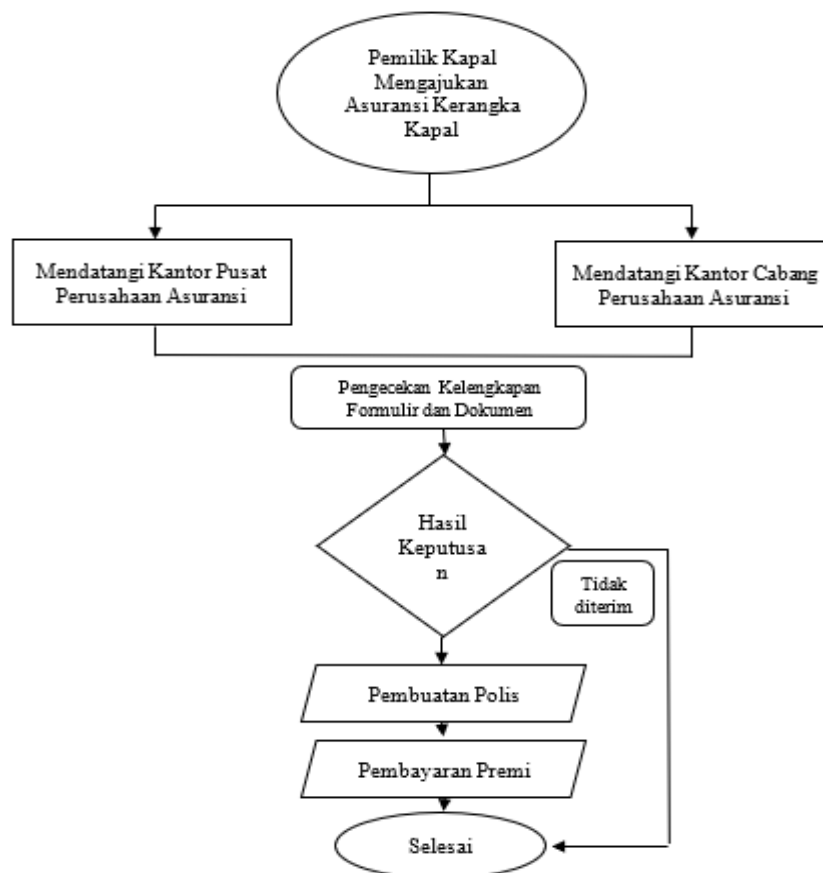 Pemilik Kapal
Mengajukan
Asuransi Kerangka
Kapal
Mendatangi Kantor Pusat
Perusahaan Asuransi
Mendatangi Kantor Cabang
Perusahaan Asuransi
Pengecekan Kelengkapan
Formulir dan Dokumen
Hasil
Keputusa
n
Tidak
diterim
Pembuatan Polis
Pembayaran Premi
Selesai